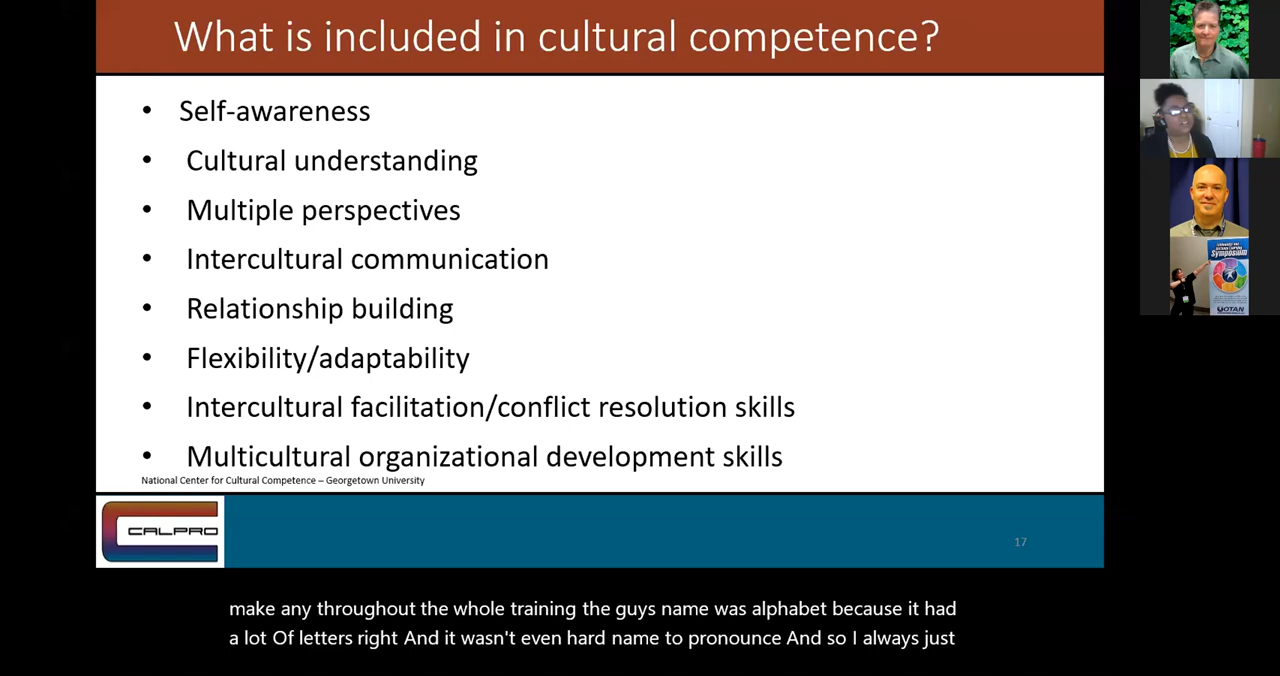 What is included in cultural competence?
• Self-awareness
• Cultural understanding
• Multiple perspectives
• Intercultural communication
• Relationship building
• Flexibility/adaptability
• Intercultural facilitation/conflict resolution skills
• Multicultural organizational development skills
National Center for Cultural Competence – Georgetown University
CALPRO
17
make any throughout the whole training the guys name was alphabet because it had
a lot Of letters right And it wasn't even hard name to pronounce And so I always just
Symposium
OTAN